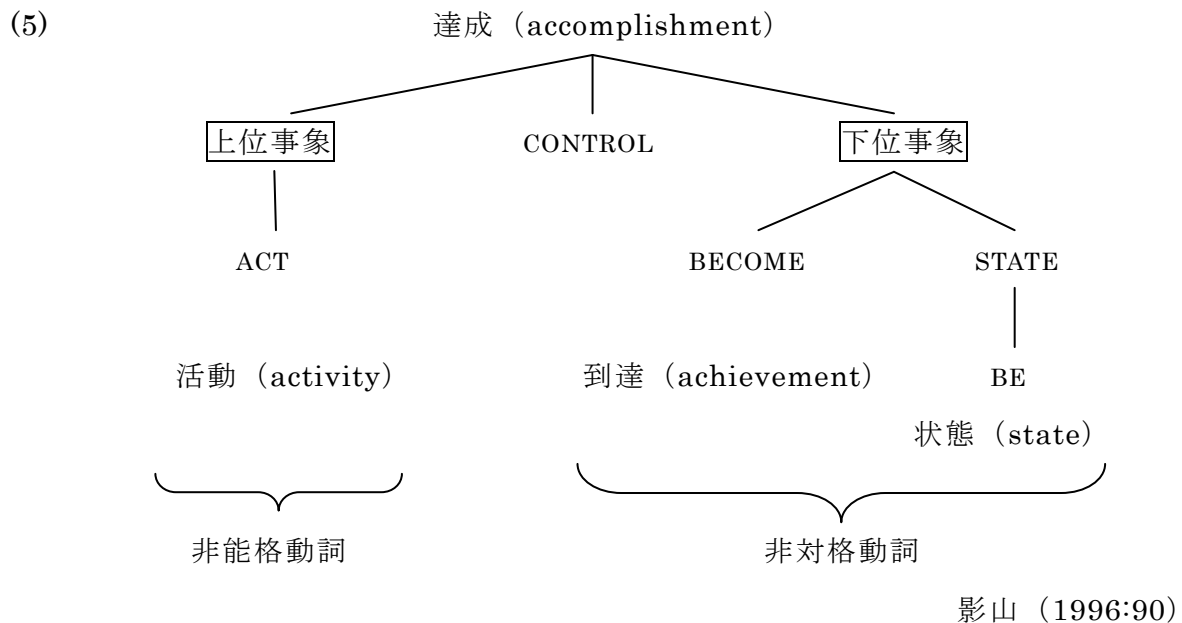 (5) 達成（accomplishment）
上位事象 CONTROL 下位事象
ACT BECOME STATE
活動（activity） 到達（achievement） BE
状態（state）
非能格動詞 非対格動詞
影山（1996:90）